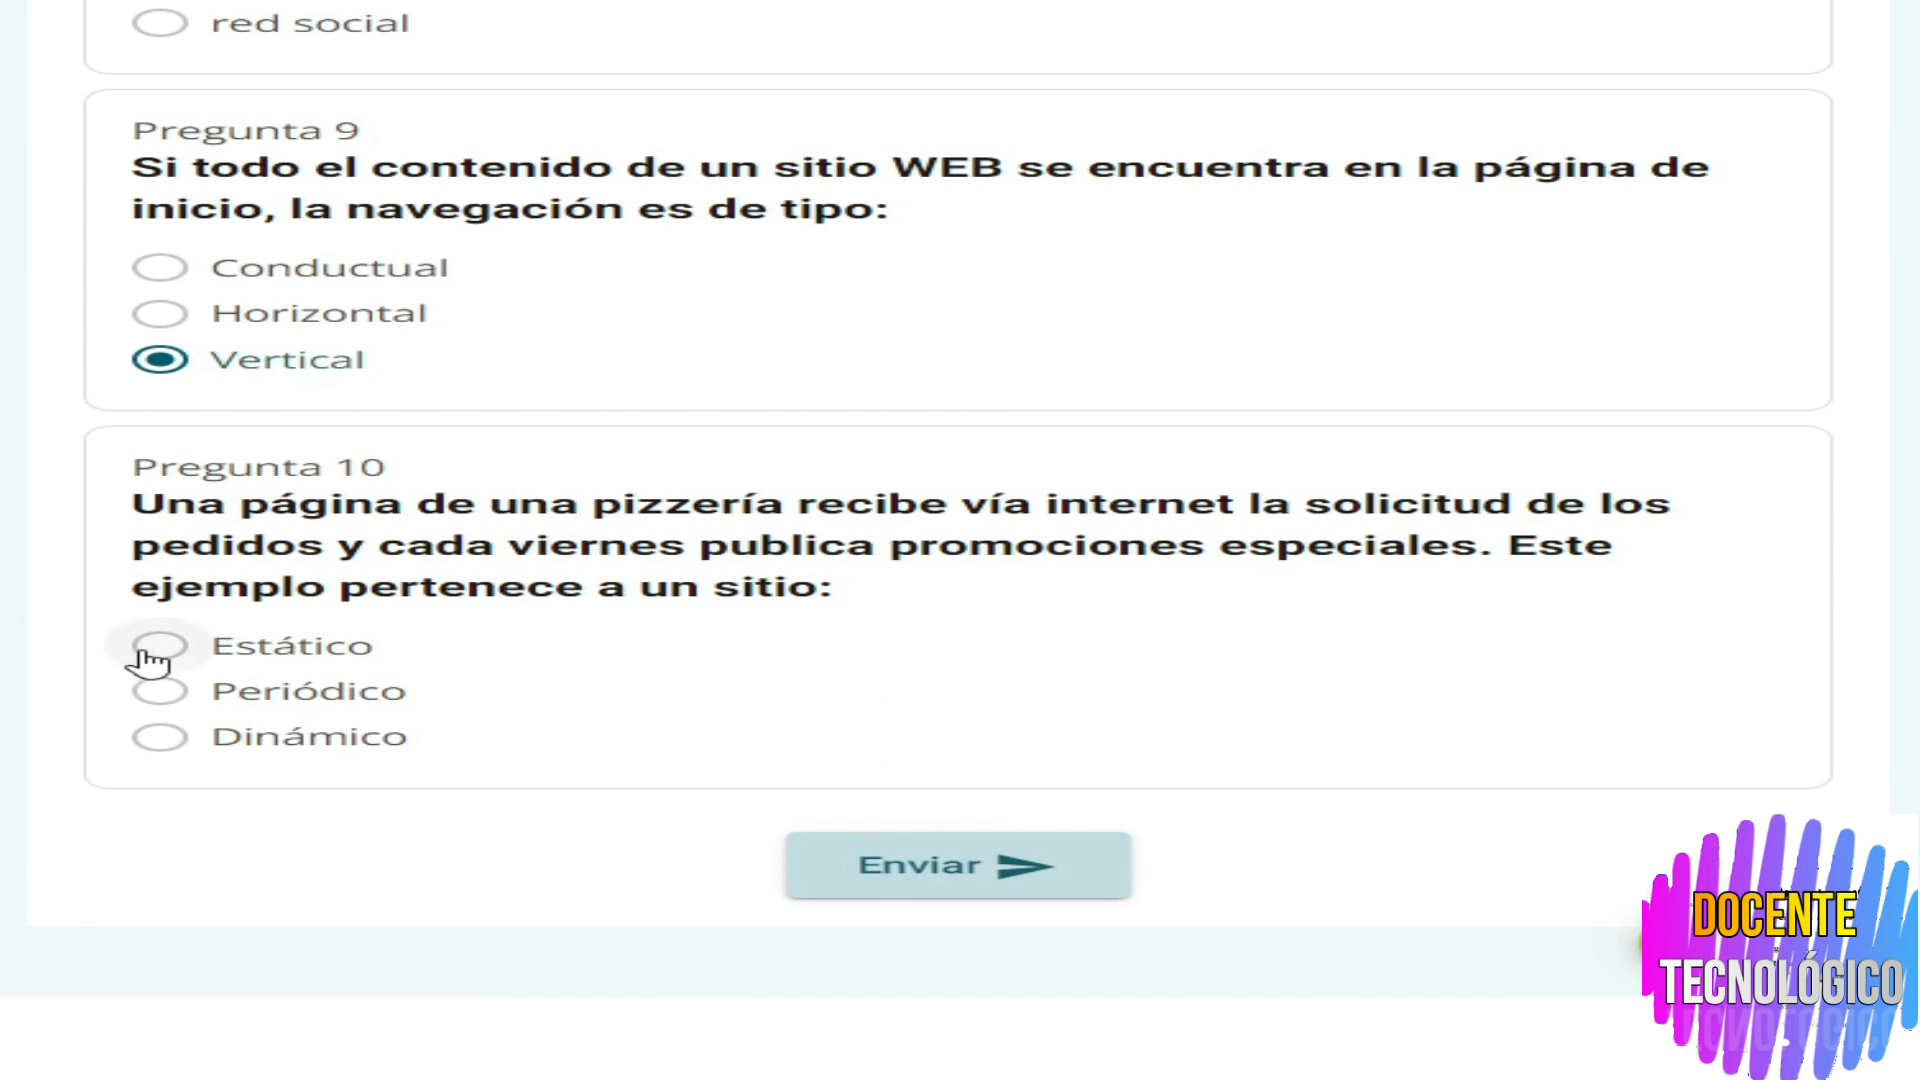 red social
Pregunta 9
Si todo el contenido de un sitio WEB se encuentra en la página de
inicio, la navegación es de tipo:
Conductual
Horizontal
Vertical
Pregunta 10
Una página de una pizzería recibe vía internet la solicitud de los
pedidos y cada viernes publica promociones especiales. Este
ejemplo pertenece a un sitio:
Estático
Periódico
Dinámico
Enviar
DOCENTE
TECNOLÓGICO